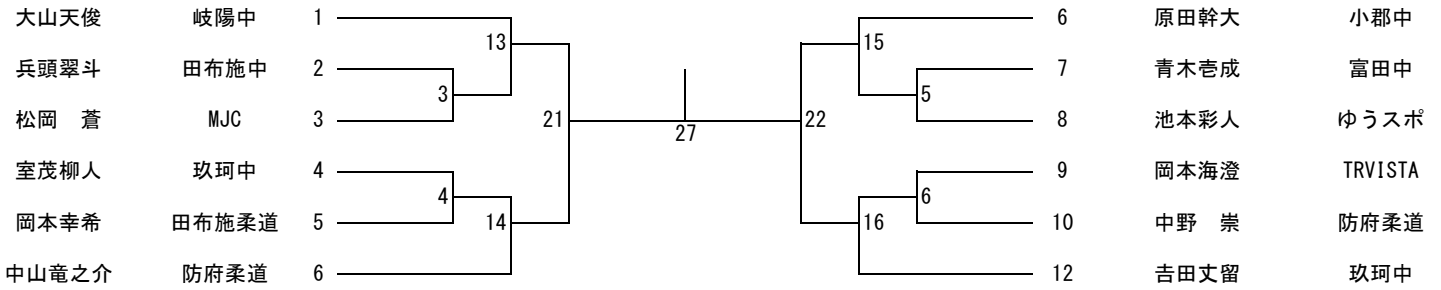 大山天俊 岐陽中 1 6 原田幹大 小郡中
13 15
兵頭翠斗 田布施中 2 7 青木壱成 富田中
3 5
松岡 蒼 MJC 3 21 22 8 池本彩人 ゆうスポ
27
室茂柳人 玖珂中 4 9 岡本海澄 TRVISTA
4 6
岡本幸希 田布施柔道 5 14 16 10 中野 崇 防府柔道
中山竜之介 防府柔道 6 12 吉田丈留 玖珂中